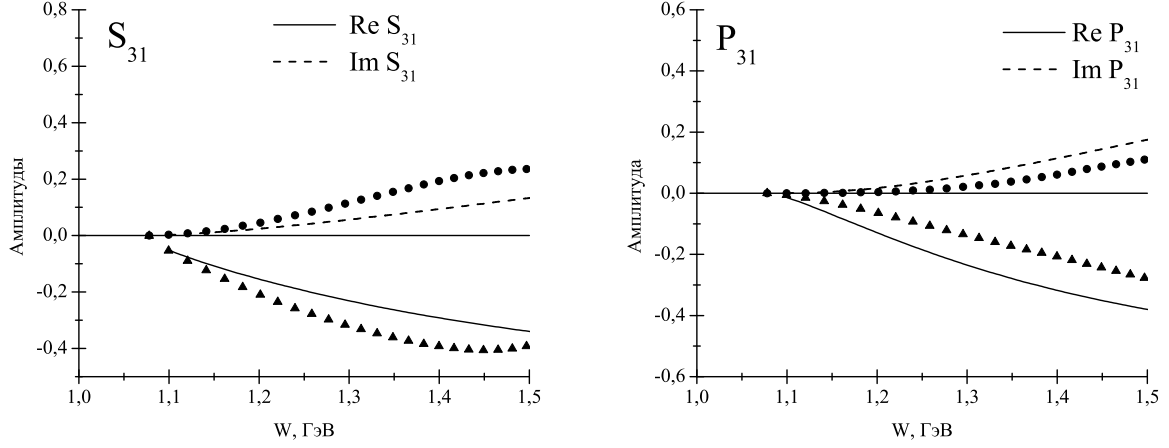 S31
Re S31
Im S31
0,8
0,6
0,4
0,2
0,0
-0,2
-0,4
Амплитуды
1,0 1,1 1,2 1,3 1,4 1,5
W, ГэВ
P31
Re P31
Im P31
0,6
0,4
0,2
0,0
-0,2
-0,4
-0,6
Амплитуда
1,0 1,1 1,2 1,3 1,4 1,5
W, ГэВ